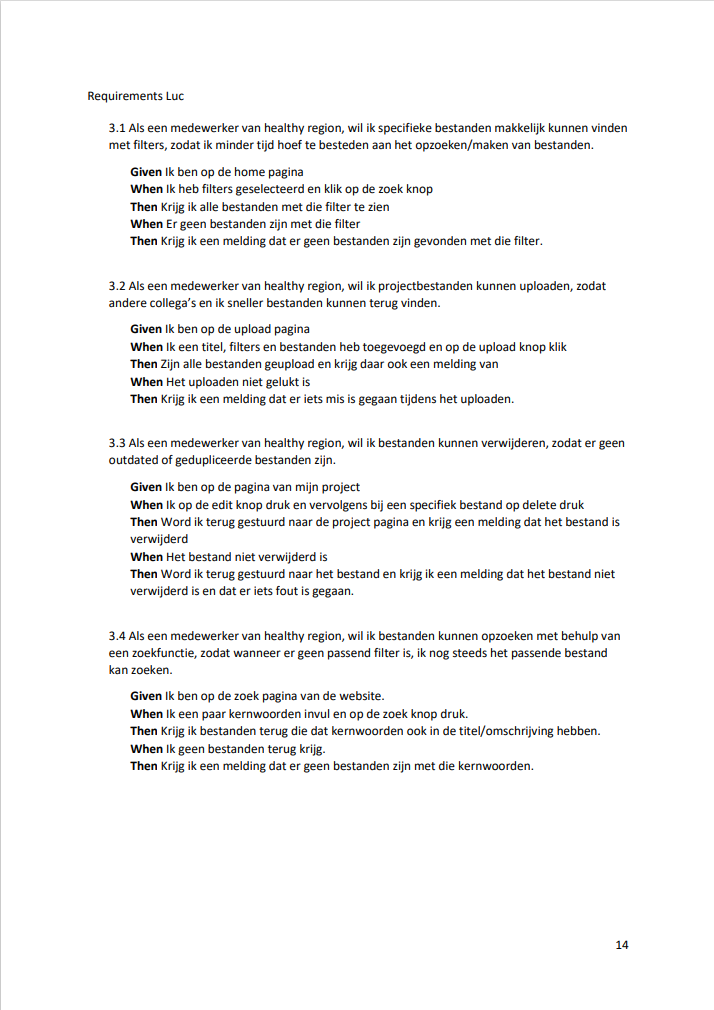 Requirements Luc
3.1 Als een medewerker van healthy region, wil ik specifieke bestanden makkelijk kunnen vinden
met filters, zodat ik minder tijd hoef te besteden aan het opzoeken/maken van bestanden.
Given Ik ben op de home pagina
When Ik heb filters geselecteerd en klik op de zoek knop
Then Krijg ik alle bestanden met die filter te zien
When Er geen bestanden zijn met die filter
Then Krijg ik een melding dat er geen bestanden zijn gevonden met die filter.
3.2 Als een medewerker van healthy region, wil ik projectbestanden kunnen uploaden, zodat
andere collega’s en ik sneller bestanden kunnen terug vinden.
Given Ik ben op de upload pagina
When Ik een titel, filters en bestanden heb toegevoegd en op de upload knop klik
Then Zijn alle bestanden geupload en krijg daar ook een melding van
When Het uploaden niet gelukt is
Then Krijg ik een melding dat er iets mis is gegaan tijdens het uploaden.
3.3 Als een medewerker van healthy region, wil ik bestanden kunnen verwijderen, zodat er geen
outdated of gedupliceerde bestanden zijn.
Given Ik ben op de pagina van mijn project
When Ik op de edit knop druk en vervolgens bij een specifiek bestand op delete druk
Then Word ik terug gestuurd naar de project pagina en krijg een melding dat het bestand is
verwijderd
When Het bestand niet verwijderd is
Then Word ik terug gestuurd naar het bestand en krijg ik een melding dat het bestand niet
verwijderd is en dat er iets fout is gegaan.
3.4 Als een medewerker van healthy region, wil ik bestanden kunnen opzoeken met behulp van
een zoekfunctie, zodat wanneer er geen passend filter is, ik nog steeds het passende bestand
kan zoeken.
Given Ik ben op de zoek pagina van de website.
When Ik een paar kernwoorden invul en op de zoek knop druk.
Then Krijg ik bestanden terug die dat kernwoorden ook in de titel/omschrijving hebben.
When Ik geen bestanden terug krijg.
Then Krijg ik een melding dat er geen bestanden zijn met die kernwoorden.
14